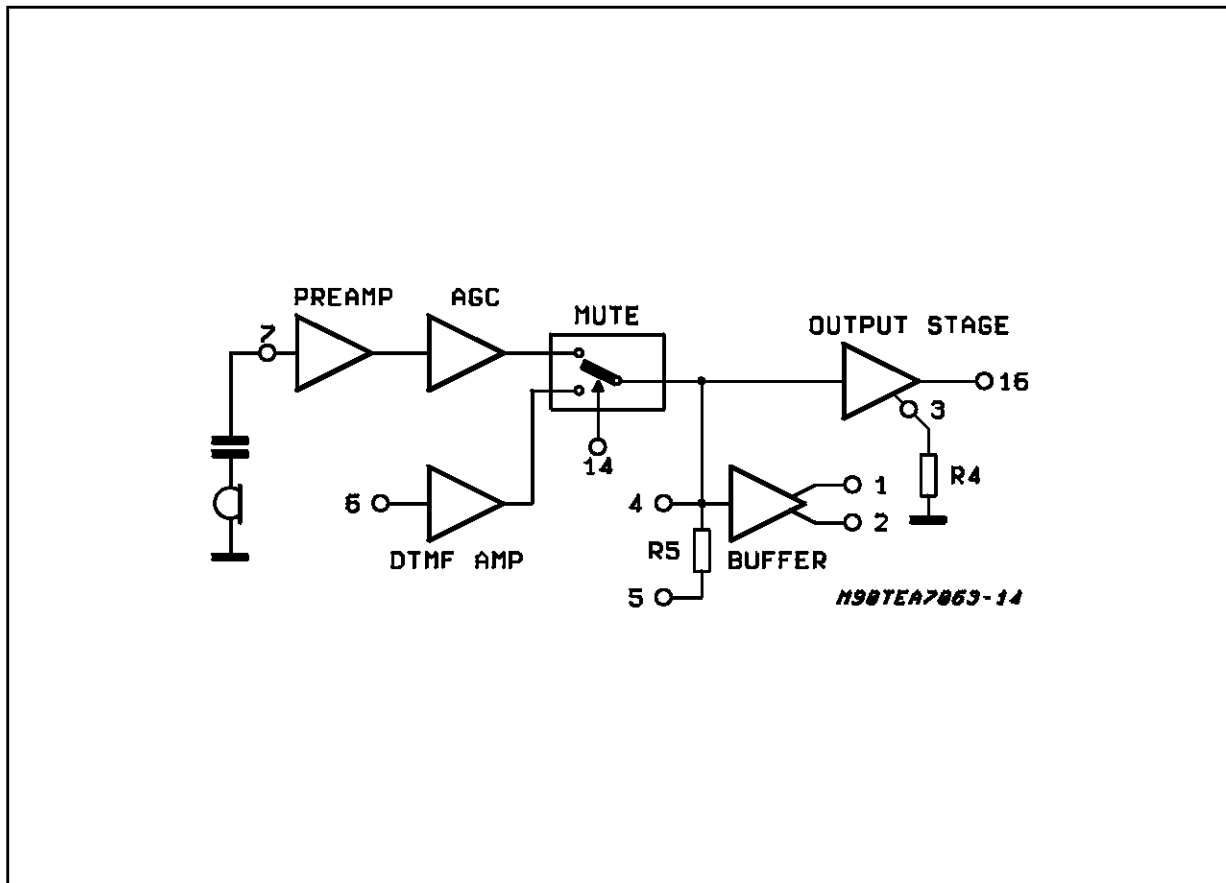 PREAMP
AGC
MUTE
OUTPUT STAGE
7
16
3
14
R4
6
4
1
2
R5
DTMF AMP
BUFFER
5
M90TEA7063-14